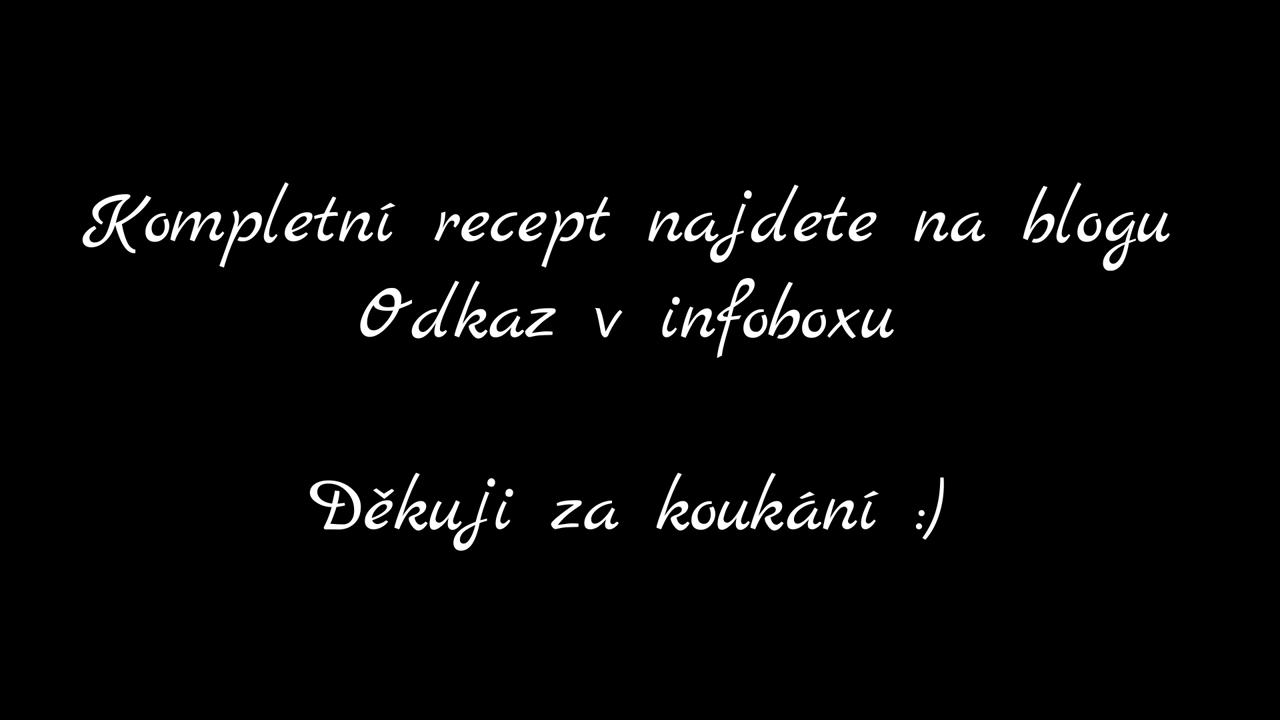 Kompletní recept najdete na blogu
Odkaz v infoboxu
Děkuji za koukání :)